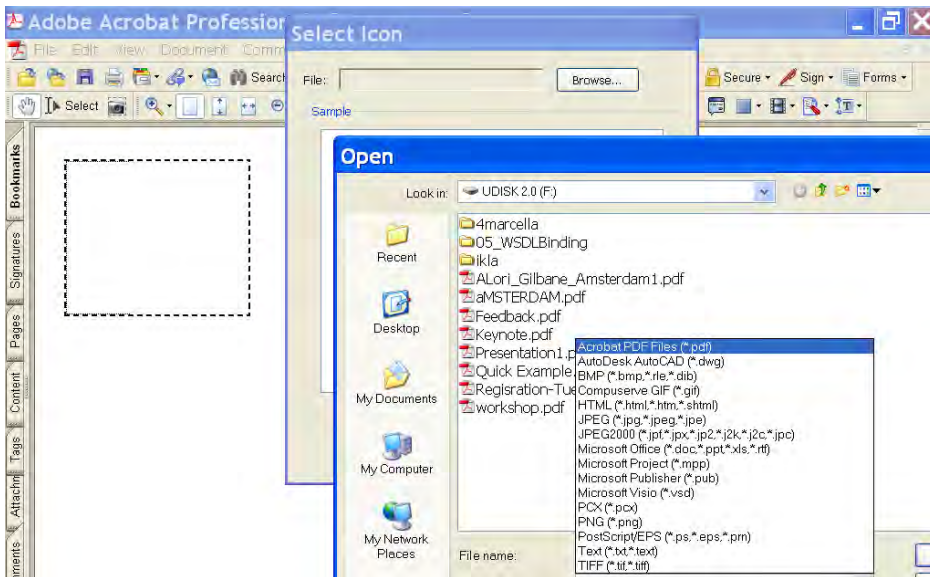 Adobe Acrobat Profession
Select Icon
File Edit View Document Comm
Search
File:
Browse...
Secure
Sign
Forms
Select
Sample
Open
Look in:
UDISK 2.0 (F:)
Bookmarks
Signatures
Pages
Content
Tags
Attachm
ments
Recent
Desktop
My Documents
My Computer
My Network
Places
4marcella
05_WSDLBinding
ikla
ALori_Gilbane_Amsterdam1.pdf
aMSTERDAM.pdf
Feedback.pdf
Keynote.pdf
Presentation1.p
Quick Example.
Regisration-Tue
workshop.pdf
Acrobat PDF Files (*.pdf)
AutoDesk AutoCAD (*.dwg)
BMP (*.bmp,*.rle,*.dib)
Compuserve GIF (*.gif)
HTML (*.html,*.htm,*.shtml)
JPEG (*.jpg,*.jpeg,*.jpe)
JPEG2000 (*.jpf,*.jpx,*.jp2,*.j2k,*.j2c,*.jpc)
Microsoft Office (*.doc,*.ppt,*.xls,*.rtf)
Microsoft Project (*.mpp)
Microsoft Publisher (*.pub)
Microsoft Visio (*.vsd)
PCX (*.pcx)
PNG (*.png)
PostScript/EPS (*.ps,*.eps,*.prn)
Text (*.txt,*.text)
TIFF (*.tif,*.tiff)
File name: